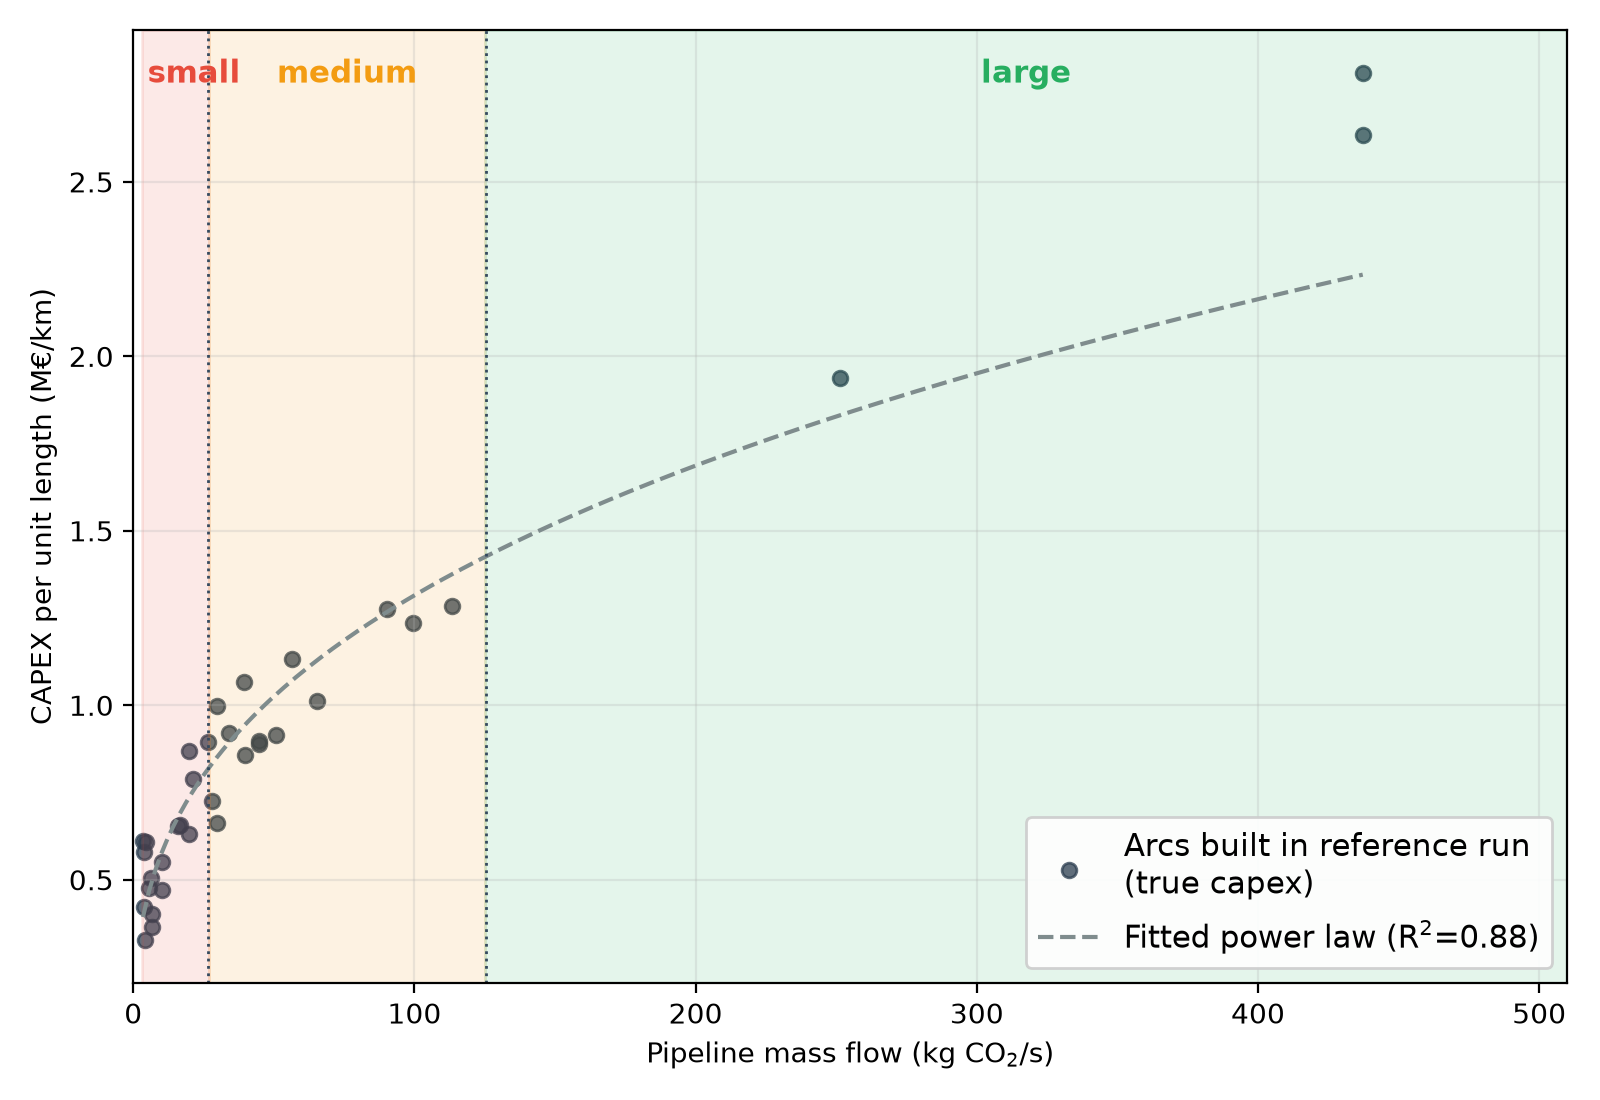 small medium large
2.5
2.0
1.5
1.0
0.5
CAPEX per unit length (M€/km)
Arcs built in reference run
(true capex)
Fitted power law (R²=0.88)
0 100 200 300 400 500
Pipeline mass flow (kg CO₂/s)